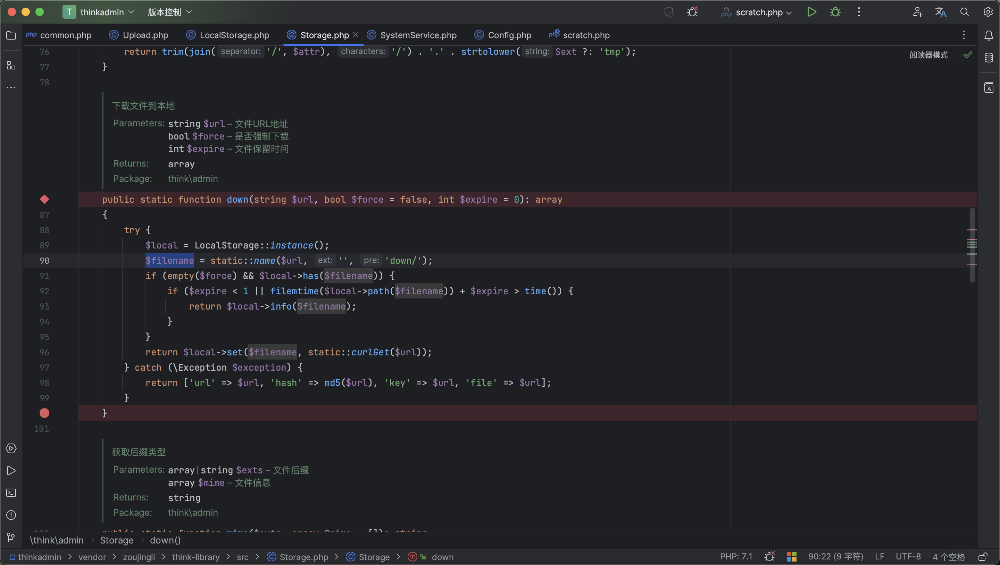 T thinkadmin 版本控制 php scratch.php 文A
php common.php Upload.php LocalStorage.php Storage.php SystemService.php Config.php php scratch.php
76 return trim(join( separator: '/', $attr), characters: '/') . '.' . strtolower( string: $ext ?: 'tmp');
阅读器模式
77 }
78
下载文件到本地
Parameters: string $url – 文件URL地址
bool $force – 是否强制下载
int $expire – 文件保留时间
Returns: array
Package: think\admin
public static function down(string $url, bool $force = false, int $expire = 0): array
87 {
88 try {
89 $local = LocalStorage::instance();
90 $filename = static::name($url, ext: '', pre: 'down/');
91 if (empty($force) && $local->has($filename)) {
92 if ($expire < 1 || filemtime($local->path($filename)) + $expire > time()) {
93 return $local->info($filename);
94 }
95 }
96 return $local->set($filename, static::curlGet($url));
97 } catch (\Exception $exception) {
98 return ['url' => $url, 'hash' => md5($url), 'key' => $url, 'file' => $url];
99 }
}
101
获取后缀类型
Parameters: array|string $exts – 文件后缀
array $mime – 文件信息
Returns: string
Package: think\admin
\think\admin › Storage › down()
thinkadmin > vendor > zoujingli > think-library > src > Storage.php > Storage > down
PHP: 7.1 90:22 (9 字符) LF UTF-8 4 个空格